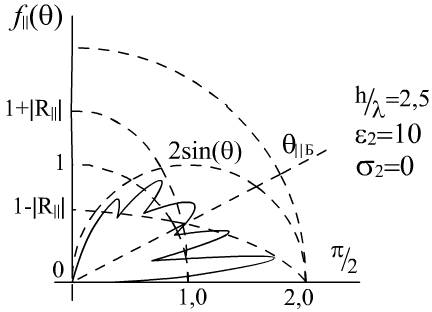 f||(θ)
1+|R|||
1
1-|R|||
0
2sin(θ)
θ||Б
h/λ=2,5
ε2=10
σ2=0
π/2
1,0
2,0